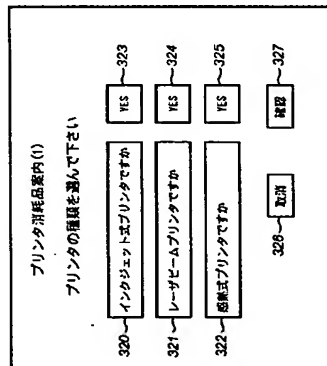 プリンタ消耗品案内(1)
プリンタの種類を選んで下さい
320 インクジェット式プリンタですか YES 323
321 レーザビームプリンタですか YES 324
322 感熱式プリンタですか YES 325
326 取消 確認 327